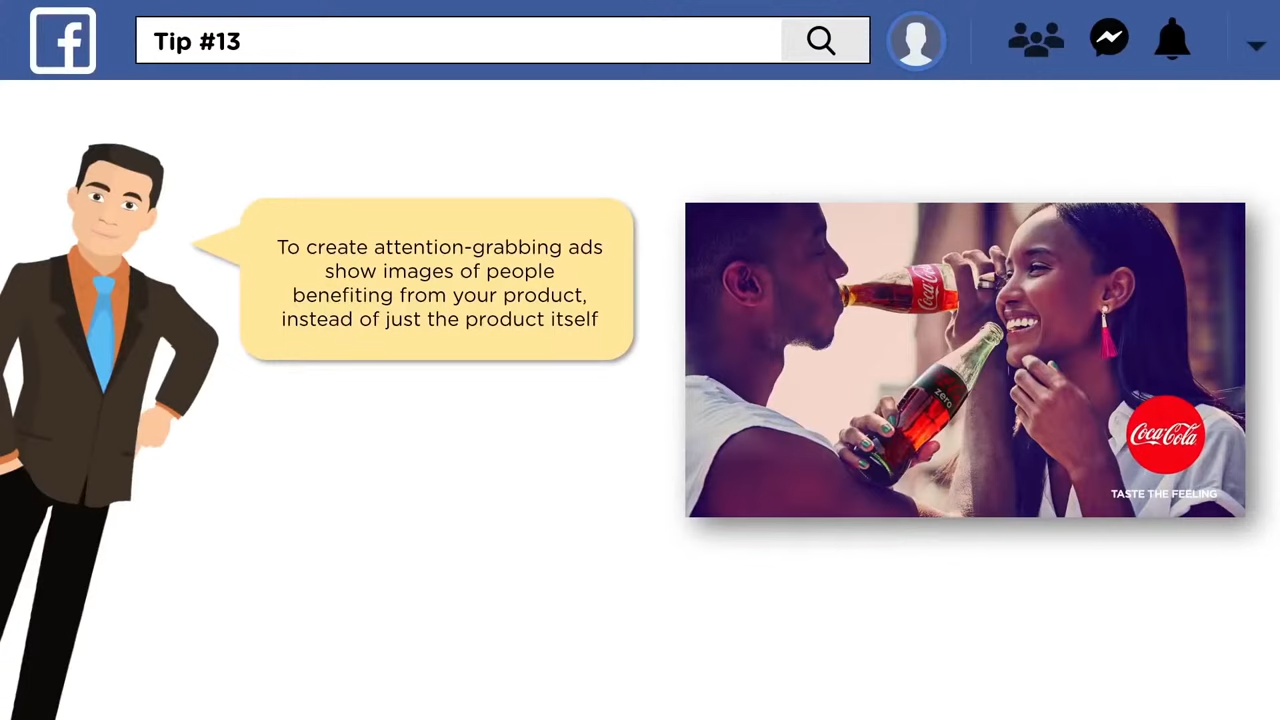 Tip #13
To create attention-grabbing ads
show images of people
benefiting from your product,
instead of just the product itself
Coca-Cola
zero
Coca-Cola
TASTE THE FEELING